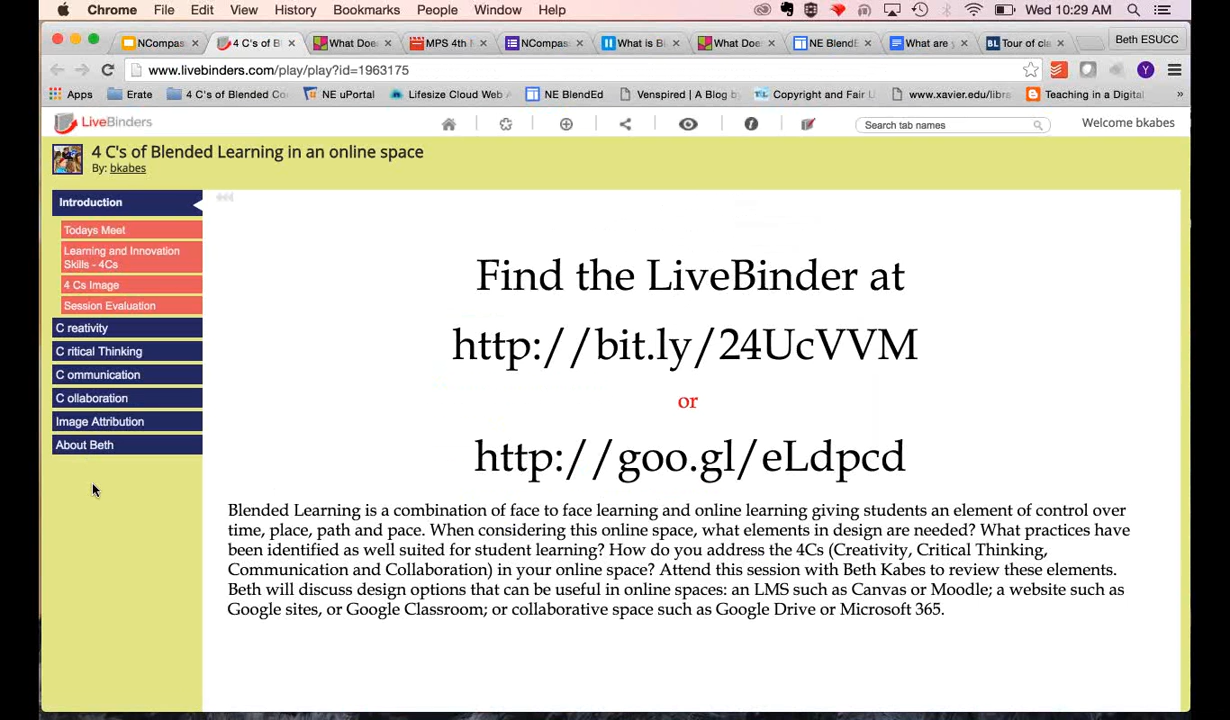 Chrome File Edit View History Bookmarks People Window Help Wed 10:29 AM
NCompas 4 C's of B What Doe MPS 4th NCompas What is B What Doe NE BlendE What are Tour of cla Beth ESUCC
www.livebinders.com/play/play?id=1963175
Apps Erate 4 C's of Blended Co NE uPortal Lifesize Cloud Web NE BlendEd Venspired | A Blog by Copyright and Fair U www.xavier.edu/libra Teaching in a Digital »
LiveBinders Search tab names Welcome bkabes
4 C's of Blended Learning in an online space
By: bkabes
Introduction
Todays Meet
Learning and Innovation
Skills - 4Cs
4 Cs Image
Session Evaluation
C reativity
C ritical Thinking
C ommunication
C ollaboration
Image Attribution
About Beth
Find the LiveBinder at
http://bit.ly/24UcVVM
or
http://goo.gl/eLdpcd
Blended Learning is a combination of face to face learning and online learning giving students an element of control over
time, place, path and pace. When considering this online space, what elements in design are needed? What practices have
been identified as well suited for student learning? How do you address the 4Cs (Creativity, Critical Thinking,
Communication and Collaboration) in your online space? Attend this session with Beth Kabes to review these elements.
Beth will discuss design options that can be useful in online spaces: an LMS such as Canvas or Moodle; a website such as
Google sites, or Google Classroom; or collaborative space such as Google Drive or Microsoft 365.